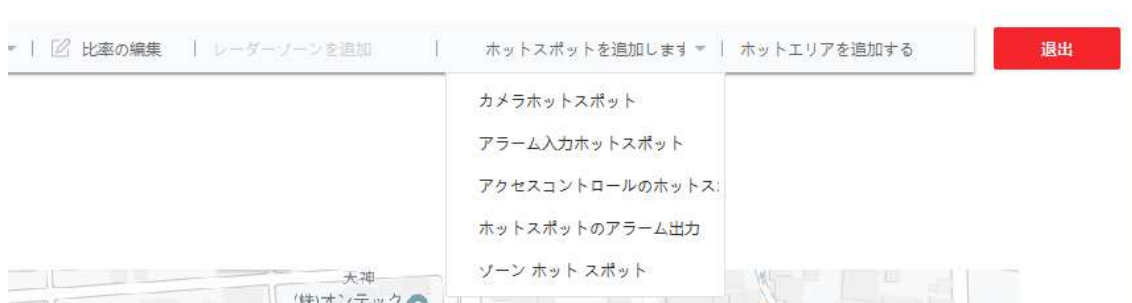 比率の編集 | レーダーゾーンを追加 | ホットスポットを追加します | ホットエリアを追加する 退出
カメラホットスポット
アラーム入力ホットスポット
アクセスコントロールのホットス
ホットスポットのアラーム出力
ゾーン ホット スポット
天神
(株)オンテック